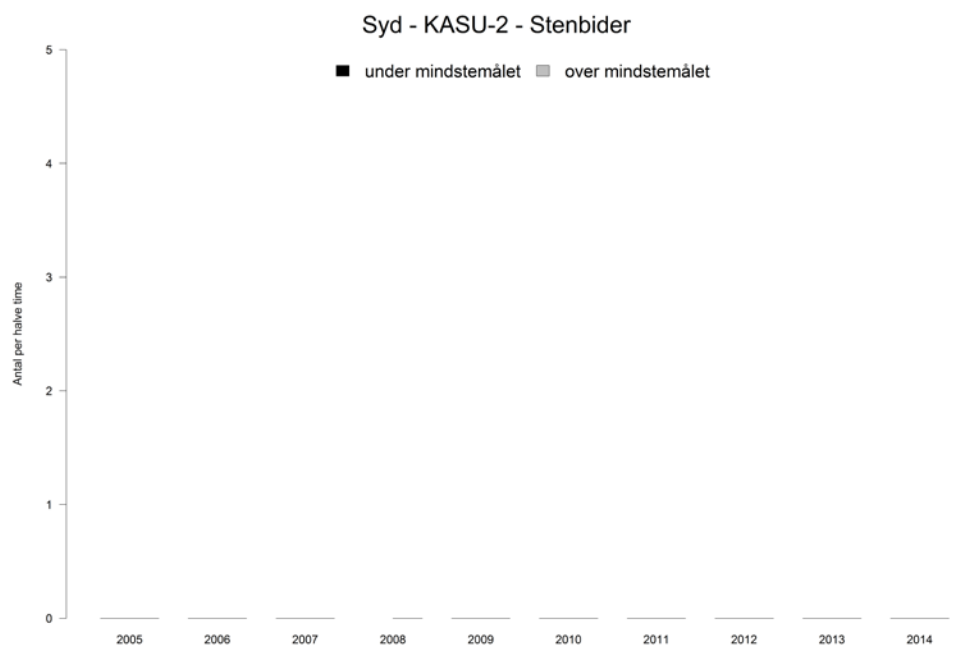 Syd - KASU-2 - Stenbider
under mindstemålet over mindstemålet
5
4
3
2
1
0
Antal per halve time
2005 2006 2007 2008 2009 2010 2011 2012 2013 2014